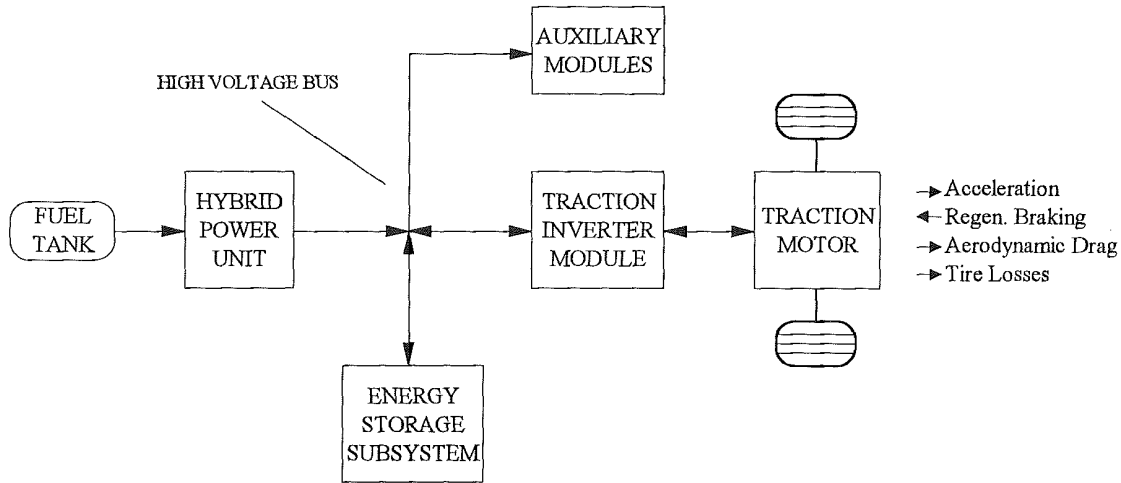 AUXILIARY
MODULES
HIGH VOLTAGE BUS
FUEL
TANK
HYBRID
POWER
UNIT
TRACTION
INVERTER
MODULE
TRACTION
MOTOR
Acceleration
Regen. Braking
Aerodynamic Drag
Tire Losses
ENERGY
STORAGE
SUBSYSTEM